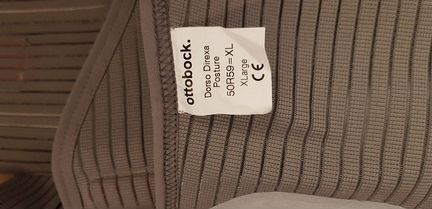 ottobock.
Dorso Direxa
Posture
50R59=XL
XLarge
CE